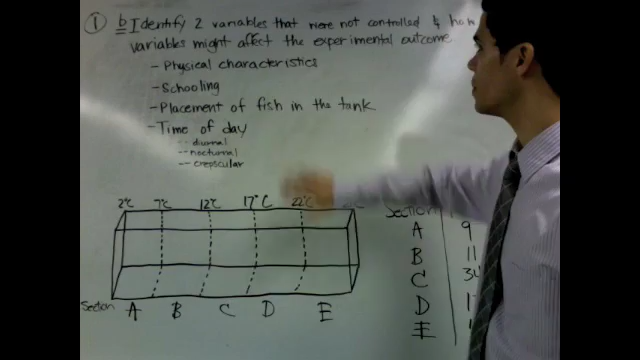 ① b Identify 2 variables that were not controlled & how
variables might affect the experimental outcome
- Physical characteristics
- Schooling
- Placement of fish in the tank
- Time of day
-- diurnal
-- nocturnal
-- crepscular
2°C 7°C 12°C 17°C 22°C
Section A B C D E
Section
A 9
B 11
C
D
E